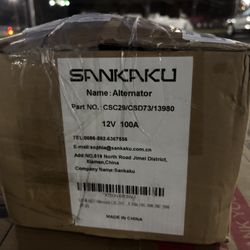 SANKAKU
Name: Alternator
Part NO.: CSC29/CSD73/13980
12V 100A
TEL:0086-592-6367556
E-mail:sophia@sankaku.com.cn
Add:NO.819 North Road Jimei District,
Xiamen,China
Company Name:Sankaku
MADE IN CHINA